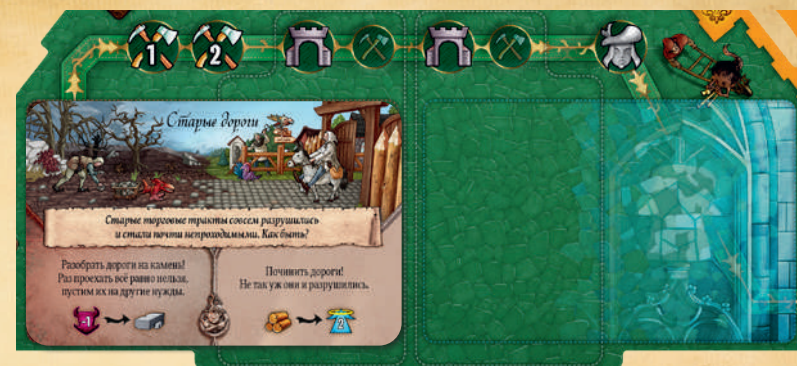 1 2
Старые дороги
Старые торговые тракты совсем разрушились
и стали почти непроходимыми. Как быть?
Разобрать дороги на камень!
Раз проехать всё равно нельзя,
пустим их на другие нужды.
-1
Починить дороги!
Не так уж они и разрушились.
2